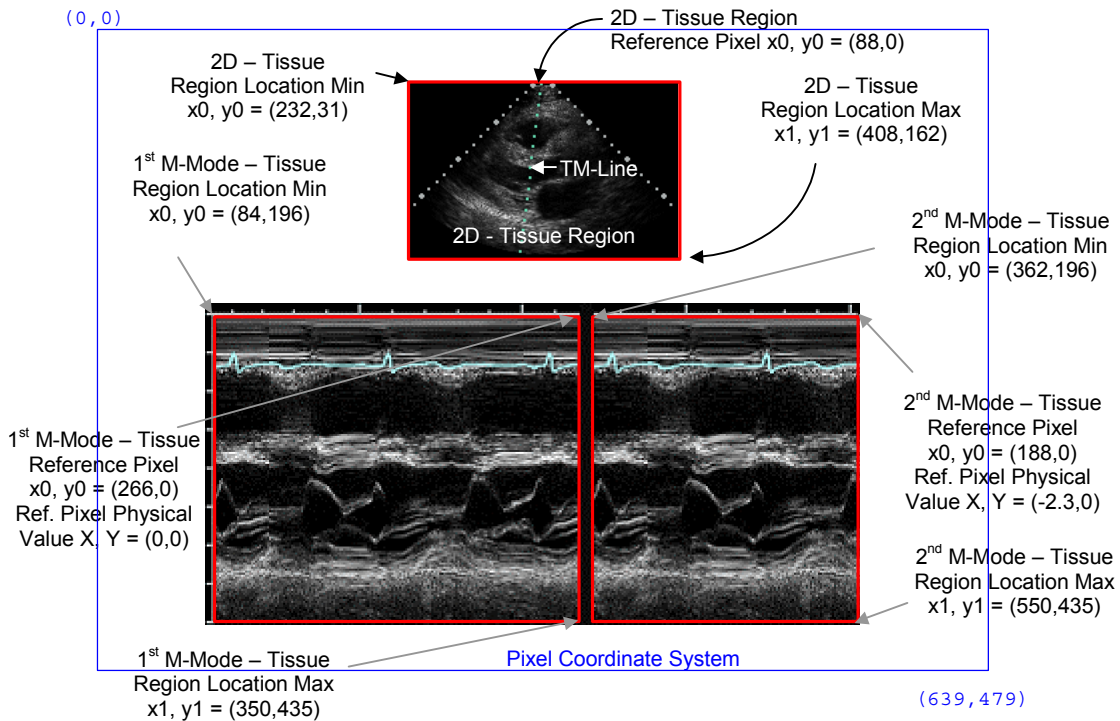 (0,0)
2D – Tissue Region
Reference Pixel x0, y0 = (88,0)
2D – Tissue
Region Location Min
x0, y0 = (232,31)
2D – Tissue
Region Location Max
x1, y1 = (408,162)
1st M-Mode – Tissue
Region Location Min
x0, y0 = (84,196)
TM-Line
2D - Tissue Region
2nd M-Mode – Tissue
Region Location Min
x0, y0 = (362,196)
1st M-Mode – Tissue
Reference Pixel
x0, y0 = (266,0)
Ref. Pixel Physical
Value X, Y = (0,0)
2nd M-Mode – Tissue
Reference Pixel
x0, y0 = (188,0)
Ref. Pixel Physical
Value X, Y = (-2.3,0)
2nd M-Mode – Tissue
Region Location Max
x1, y1 = (550,435)
1st M-Mode – Tissue
Region Location Max
x1, y1 = (350,435)
Pixel Coordinate System
(639,479)